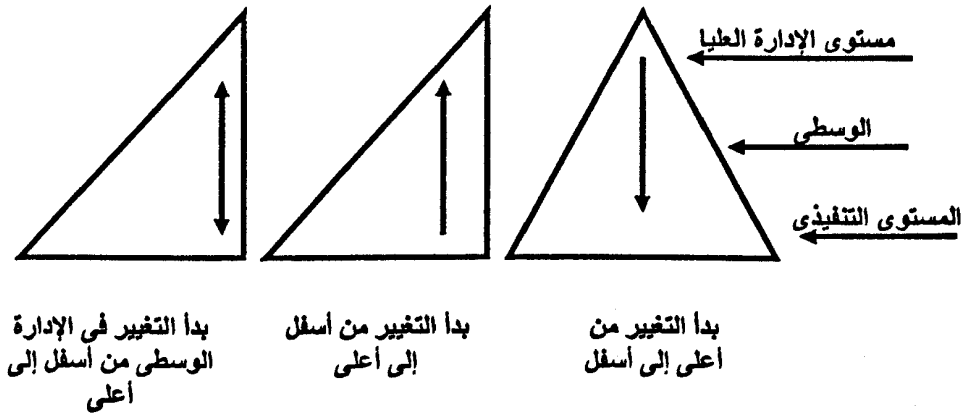 مستوى الإدارة العليا
الوسطى
المستوى التنفيذى
بدأ التغيير من
أعلى إلى أسفل
بدأ التغيير من أسفل
إلى أعلى
بدأ التغيير فى الإدارة
الوسطى من أسفل إلى
أعلى